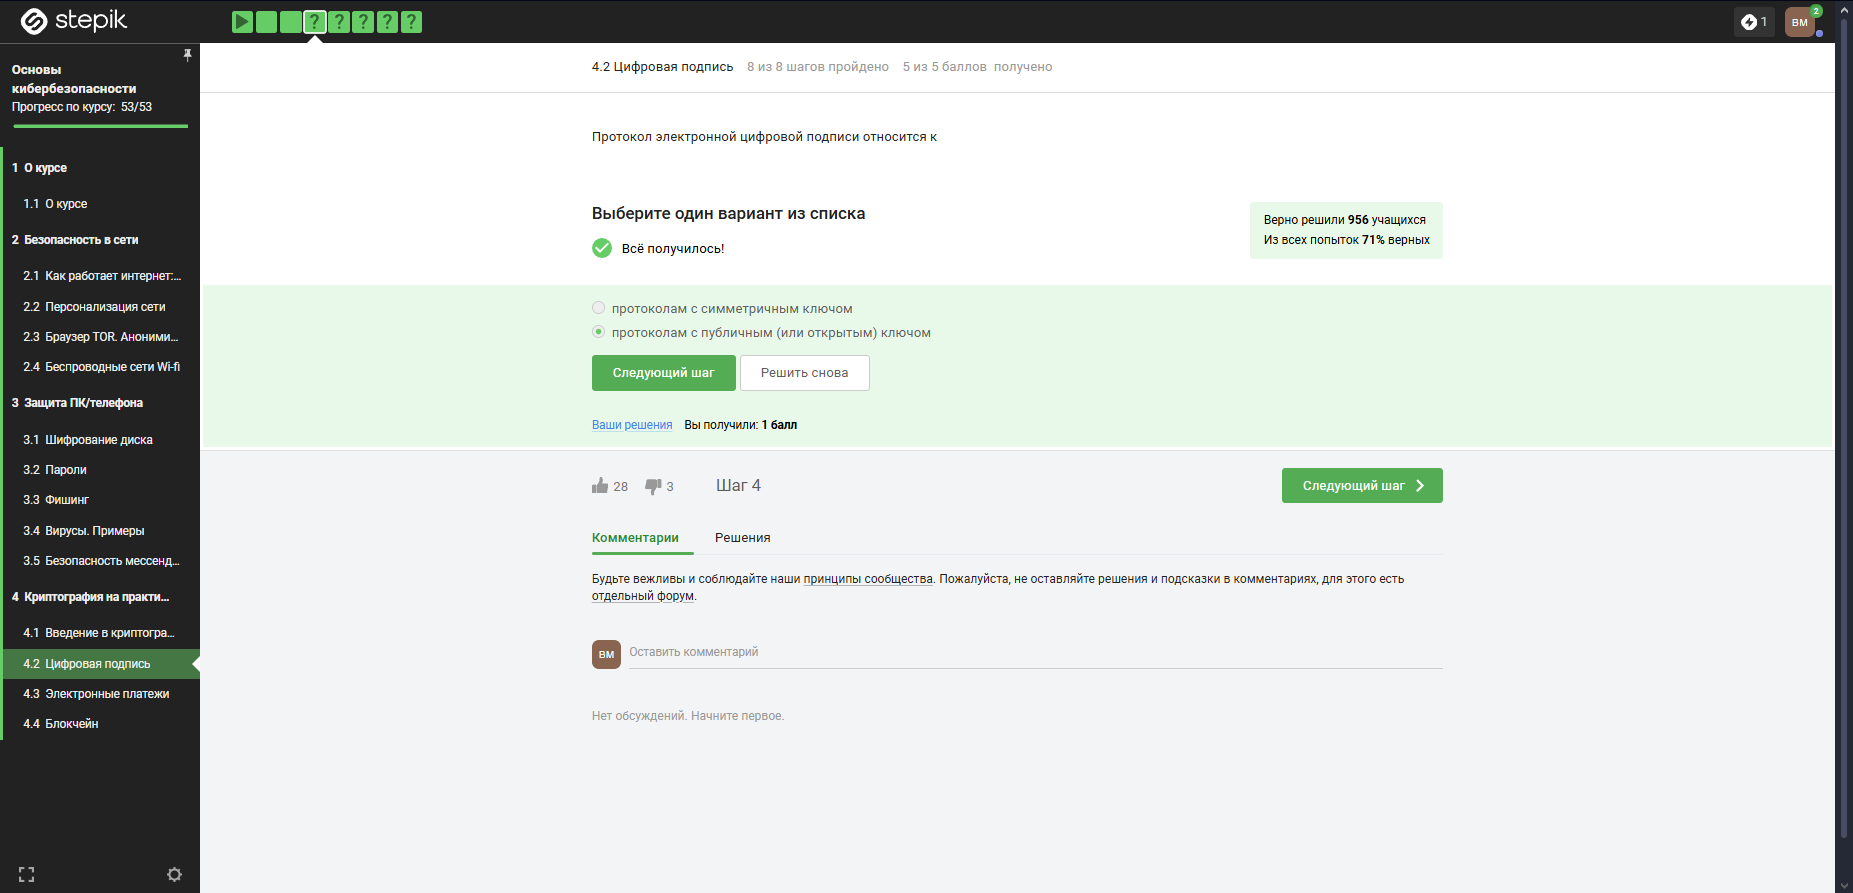 stepik
? ? ? ? ?
1
ВМ
2
Основы
кибербезопасности
Прогресс по курсу: 53/53
1 О курсе
1.1 О курсе
2 Безопасность в сети
2.1 Как работает интернет:...
2.2 Персонализация сети
2.3 Браузер TOR. Аноними...
2.4 Беспроводные сети Wi-fi
3 Защита ПК/телефона
3.1 Шифрование диска
3.2 Пароли
3.3 Фишинг
3.4 Вирусы. Примеры
3.5 Безопасность мессенд...
4 Криптография на практи...
4.1 Введение в криптогра...
4.2 Цифровая подпись
4.3 Электронные платежи
4.4 Блокчейн
4.2 Цифровая подпись 8 из 8 шагов пройдено 5 из 5 баллов получено
Протокол электронной цифровой подписи относится к
Выберите один вариант из списка
Всё получилось!
Верно решили 956 учащихся
Из всех попыток 71% верных
протоколам с симметричным ключом
протоколам с публичным (или открытым) ключом
Следующий шаг
Решить снова
Ваши решения Вы получили: 1 балл
28 3 Шаг 4
Следующий шаг
Комментарии Решения
Будьте вежливы и соблюдайте наши принципы сообщества. Пожалуйста, не оставляйте решения и подсказки в комментариях, для этого есть
отдельный форум.
ВМ
Оставить комментарий
Нет обсуждений. Начните первое.